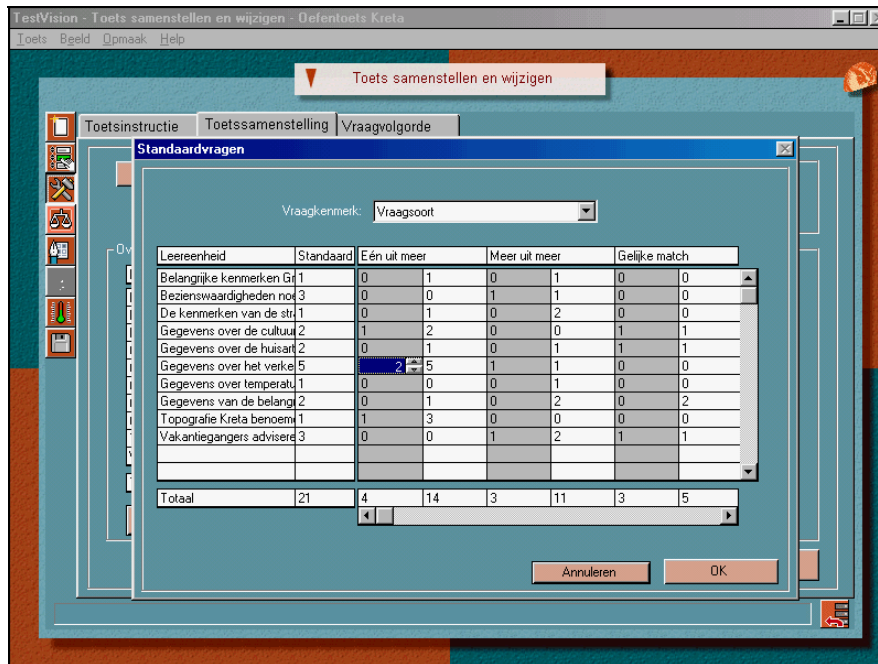 TestVision - Toets samenstellen en wijzigen - Oefentoets Kreta
Toets Beeld Opmaak Help
Toets samenstellen en wijzigen
Toetsinstructie Toetssamenstelling Vraagvolgorde
Standaardvragen
Vraagkenmerk: Vraagsoort
Ov
Leereenheid Standaard Eén uit meer Meer uit meer Gelijke match
Belangrijke kenmerken Gr 1 0 1 0 1 0 0
Bezienswaardigheden noe 3 0 0 1 1 0 0
De kenmerken van de stra 1 0 1 0 2 0 0
Gegevens over de cultuur 2 1 2 0 0 1 1
Gegevens over de huisart 2 0 1 0 1 1 1
Gegevens over het verke 5 2 5 1 1 0 0
Gegevens over temperatu 1 0 0 0 1 0 0
Gegevens van de belangi 2 0 1 0 2 0 2
Topografie Kreta benoem 1 1 3 0 0 0 0
Vakantiegangers advisere 3 0 0 1 2 1 1
Totaal 21 4 14 3 11 3 5
Annuleren OK